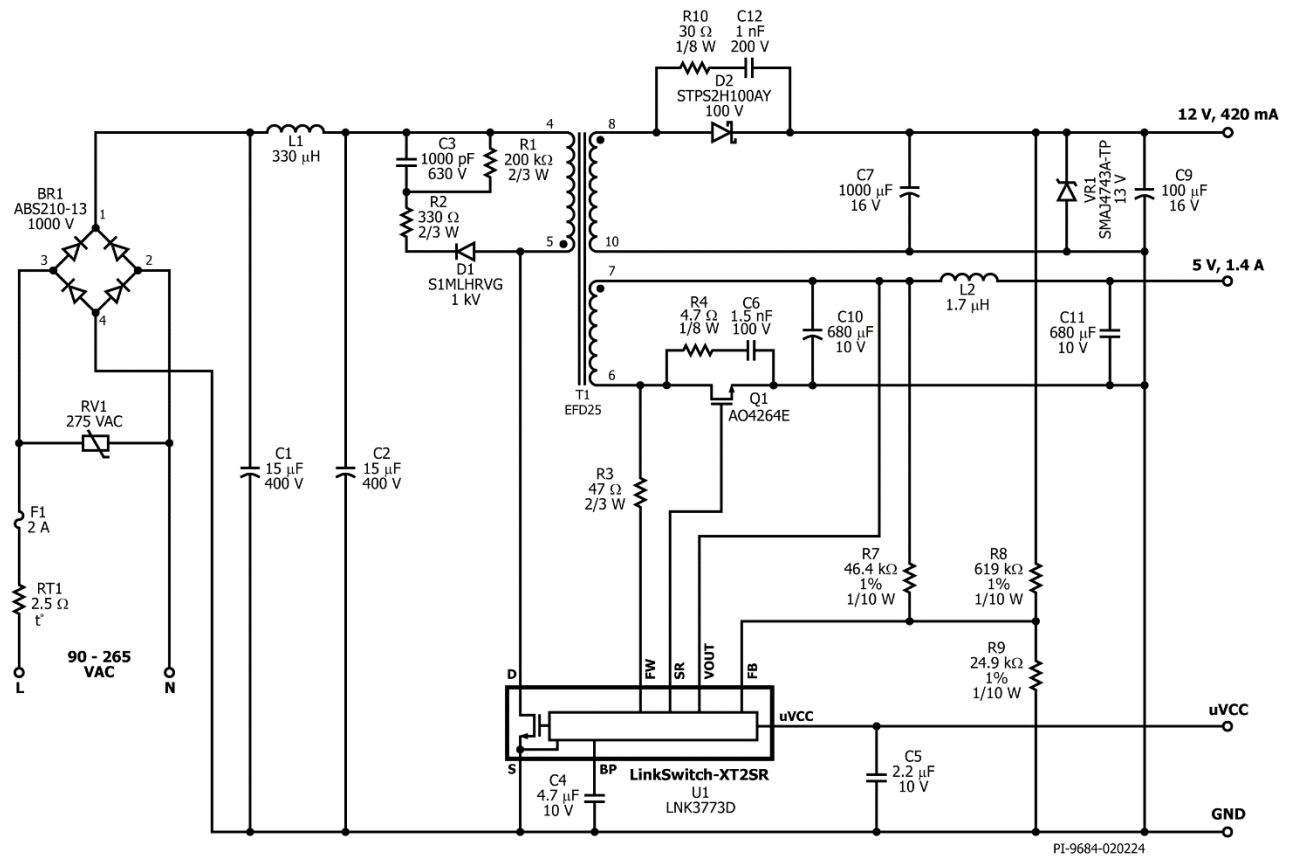 R10
30 Ω
1/8 W
C12
1 nF
200 V
D2
STPS2H100AY
100 V
12 V, 420 mA
L1
330 μH
C3
1000 pF
630 V
R1
200 kΩ
2/3 W
R2
330 Ω
2/3 W
D1
S1MLHRVG
1 kV
4
5
8
10
7
6
T1
EFD25
C7
1000 μF
16 V
VR1
SMAJ4743A-TP
13 V
C9
100 μF
16 V
5 V, 1.4 A
BR1
ABS210-13
1000 V
1
3
2
4
R4
4.7 Ω
1/8 W
C6
1.5 nF
100 V
C10
680 μF
10 V
L2
1.7 μH
C11
680 μF
10 V
Q1
AO4264E
RV1
275 VAC
C1
15 μF
400 V
C2
15 μF
400 V
R3
47 Ω
2/3 W
F1
2 A
RT1
2.5 Ω
t°
R7
46.4 kΩ
1%
1/10 W
R8
619 kΩ
1%
1/10 W
R9
24.9 kΩ
1%
1/10 W
90 - 265
VAC
L
N
D
FW
SR
VOUT
FB
uVCC
uVCC
S
BP
LinkSwitch-XT2SR
U1
LNK3773D
C4
4.7 μF
10 V
C5
2.2 μF
10 V
GND
PI-9684-020224